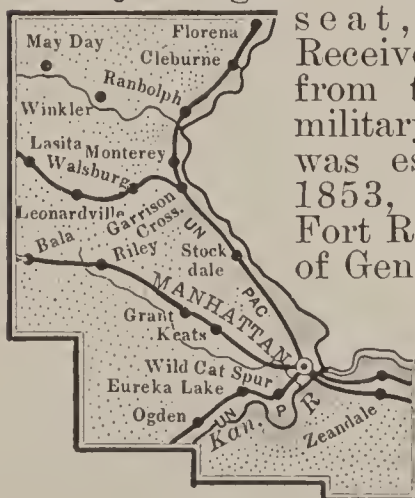 seat,
Receive
from t
military
was es
1853,
Fort R
of Gen
Florena
May Day
Cleburne
Randolph
Winkler
Lasita Monterey
Walsburg
Leonardville
Garrison
Cross.
UN
Bala
Riley
Stock
dale
PAC
MANHATTAN
Grant
Keats
Wild Cat Spur
Eureka Lake
Ogden
UN
P
Kan. R
Zeandale